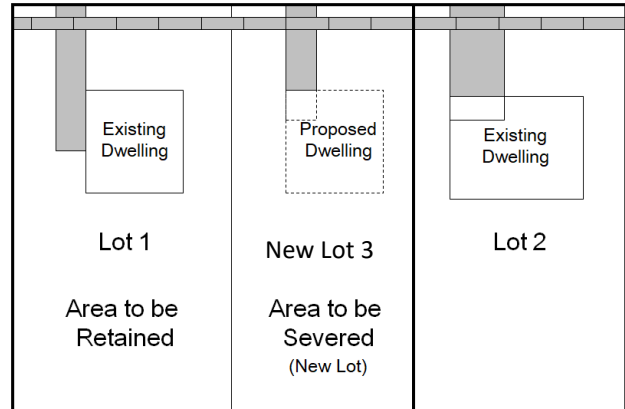 Existing
Dwelling
Proposed
Dwelling
Existing
Dwelling
Lot 1
New Lot 3
Lot 2
Area to be
Retained
Area to be
Severed
(New Lot)